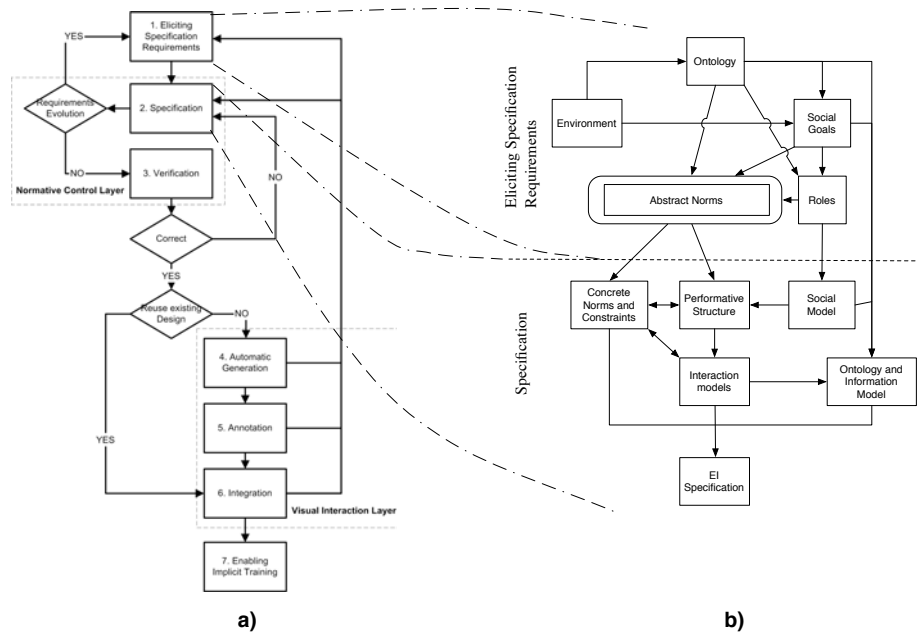 1. Eliciting
Specification
Requirements
YES
Requirements
Evolution
2. Specification
NO
3. Verification
NO
Normative Control Layer
Correct
YES
Reuse existing
Design
NO
4. Automatic
Generation
5. Annotation
YES
6. Integration
Visual Interaction Layer
7. Enabling
Implicit Training
a)
Eliciting Specification
Requirements
Ontology
Environment
Social
Goals
Abstract Norms
Roles
Specification
Concrete
Norms and
Constraints
Performative
Structure
Social
Model
Interaction
models
Ontology and
Information
Model
EI
Specification
b)